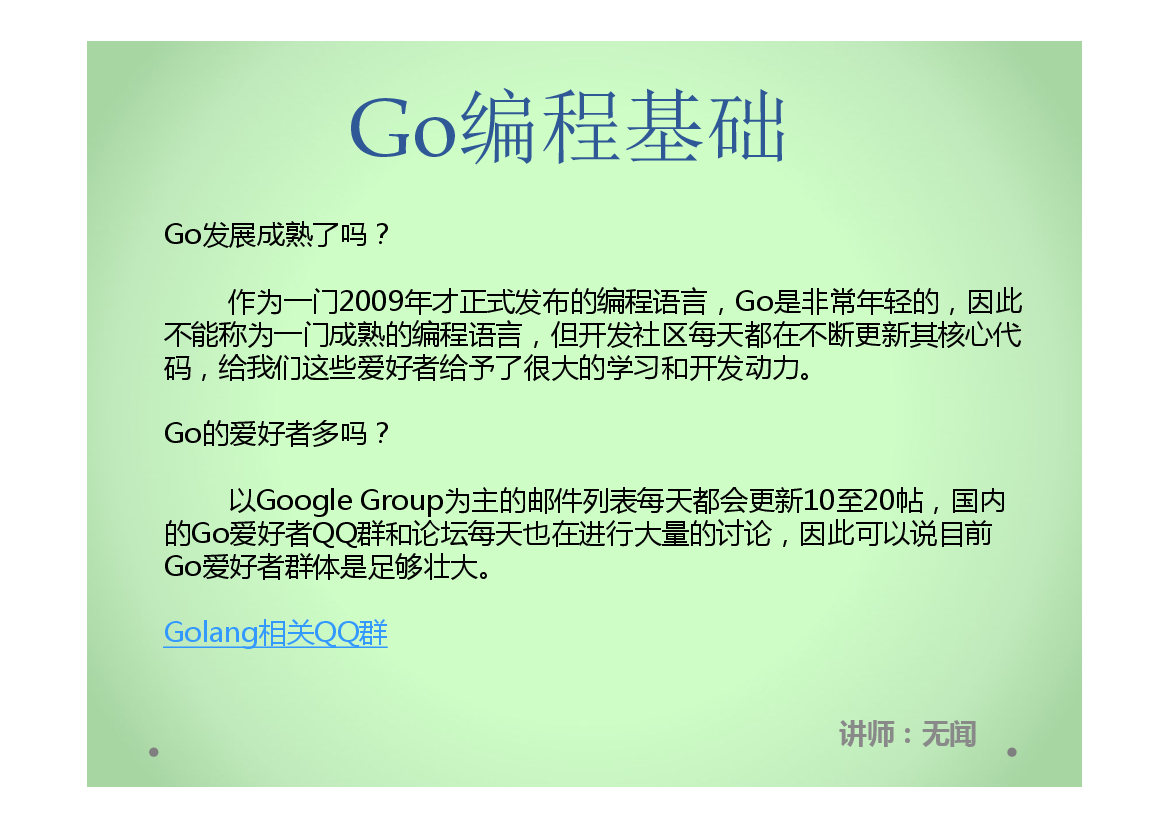 Go编程基础
Go发展成熟了吗？
作为一门2009年才正式发布的编程语言，Go是非常年轻的，因此
不能称为一门成熟的编程语言，但开发社区每天都在不断更新其核心代
码，给我们这些爱好者给予了很大的学习和开发动力。
Go的爱好者多吗？
以Google Group为主的邮件列表每天都会更新10至20帖，国内
的Go爱好者QQ群和论坛每天也在进行大量的讨论，因此可以说目前
Go爱好者群体是足够壮大。
Golang相关QQ群
讲师：无闻